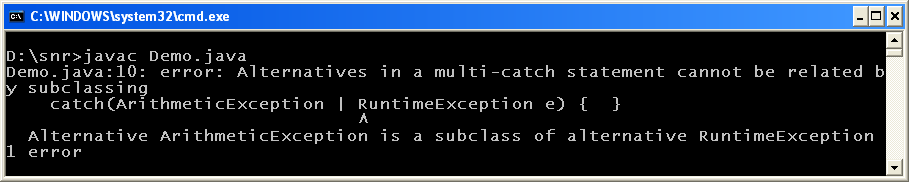 C:\WINDOWS\system32\cmd.exe
D:\snr>javac Demo.java
Demo.java:10: error: Alternatives in a multi-catch statement cannot be related b
y subclassing
    catch(ArithmeticException | RuntimeException e) {  }
                                ^
  Alternative ArithmeticException is a subclass of alternative RuntimeException
1 error